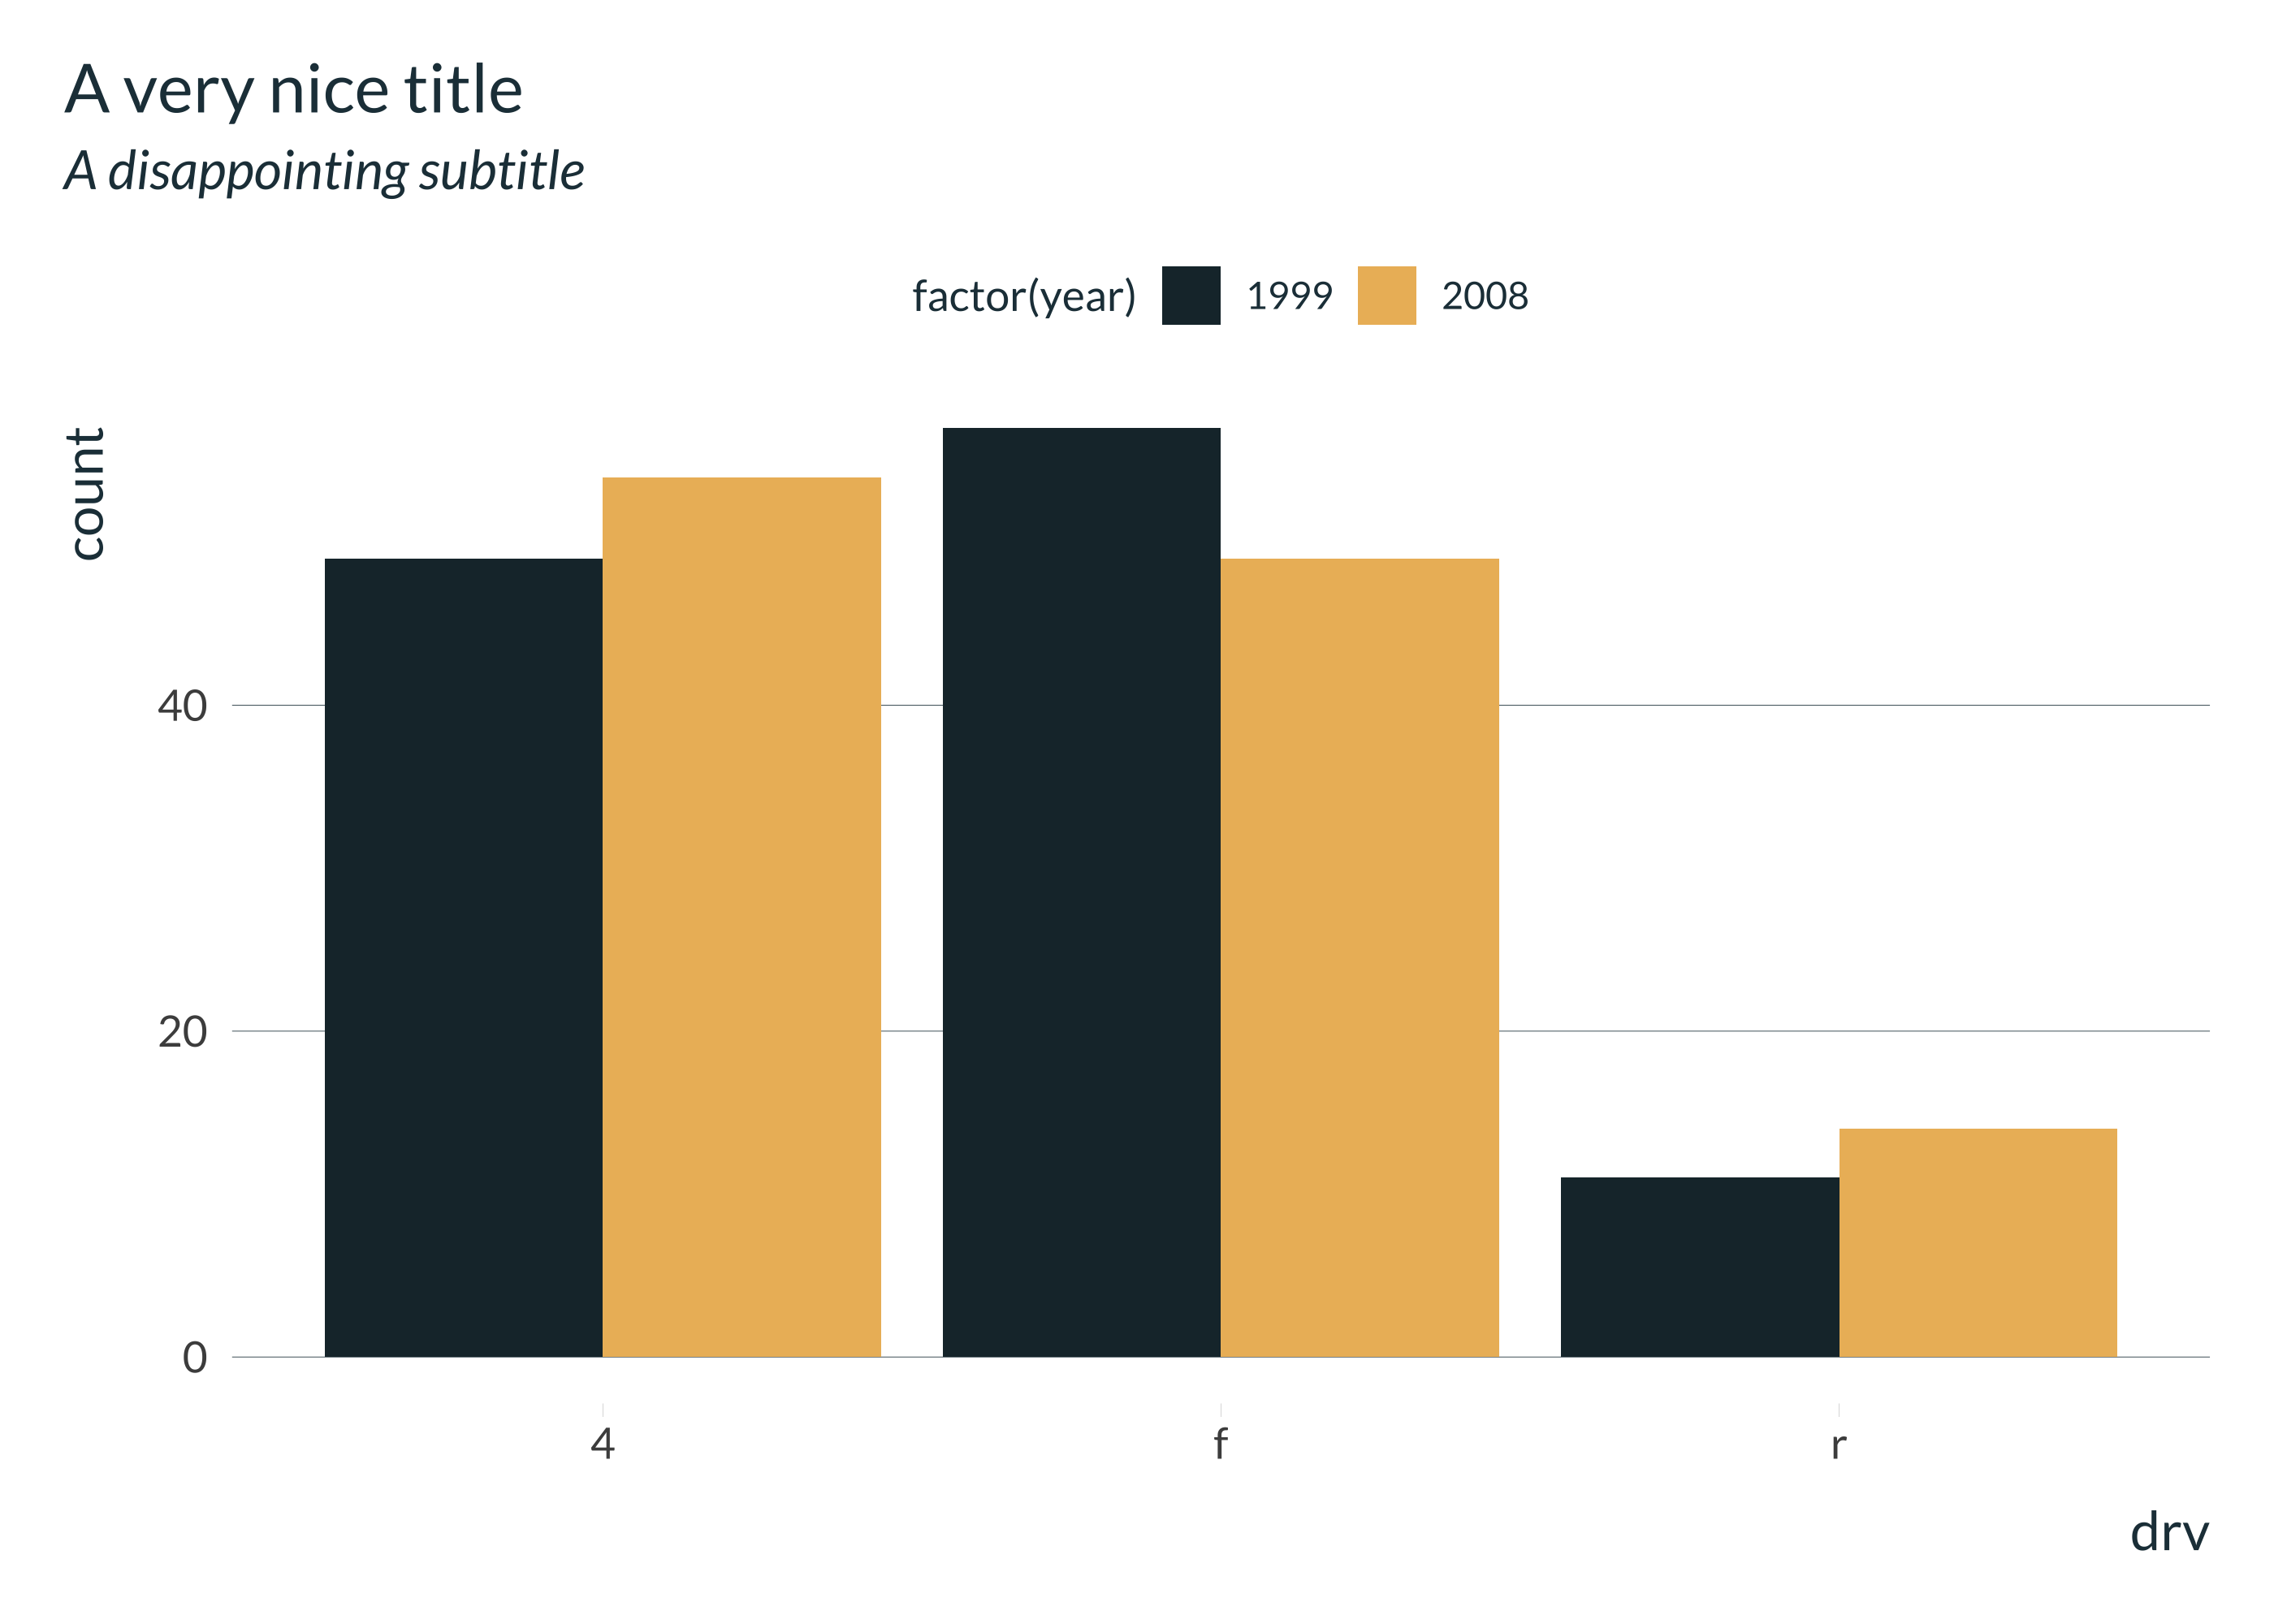 A very nice title
A disappointing subtitle
factor(year) 1999 2008
count
40
20
0
4 f r
drv